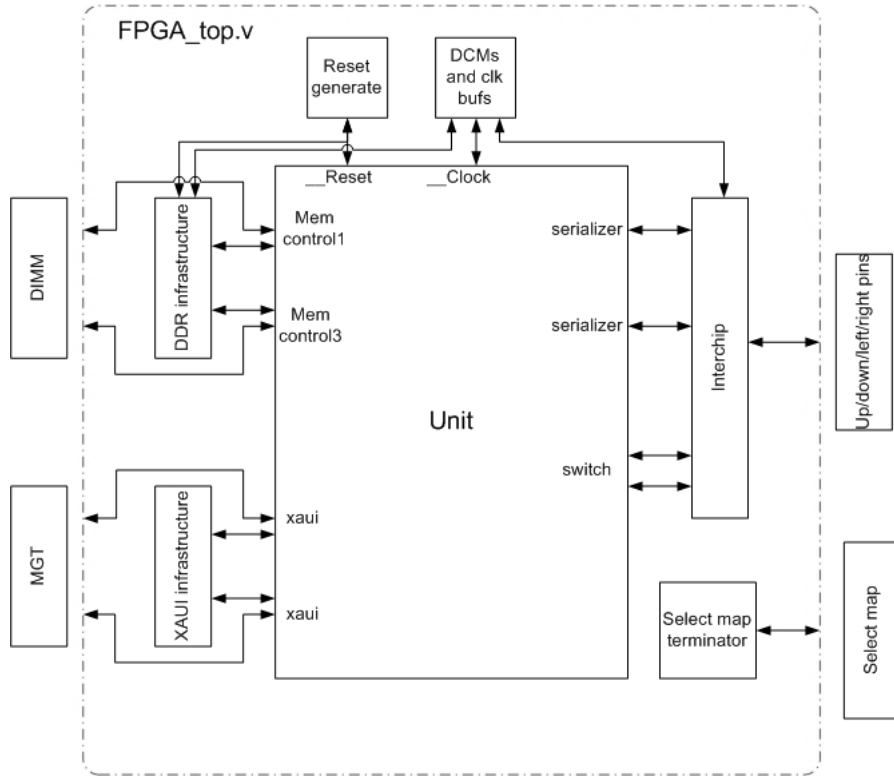 FPGA_top.v
Reset
generate
DCMs
and clk
bufs
__Reset
__Clock
DIMM
DDR infrastructure
Mem
control1
Mem
control3
serializer
serializer
Interchip
Up/down/left/right pins
Unit
switch
MGT
XAUI infrastructure
xaui
xaui
Select map
terminator
Select map